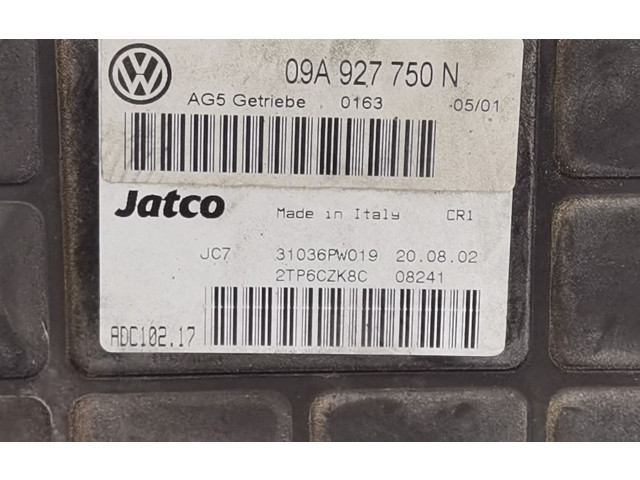 09A 927 750 N
AG5 Getriebe 0163 05/01
Jatco Made in Italy CR1
JC7 31036PW019 20.08.02
2TP6CZK8C 08241
ADC102.17